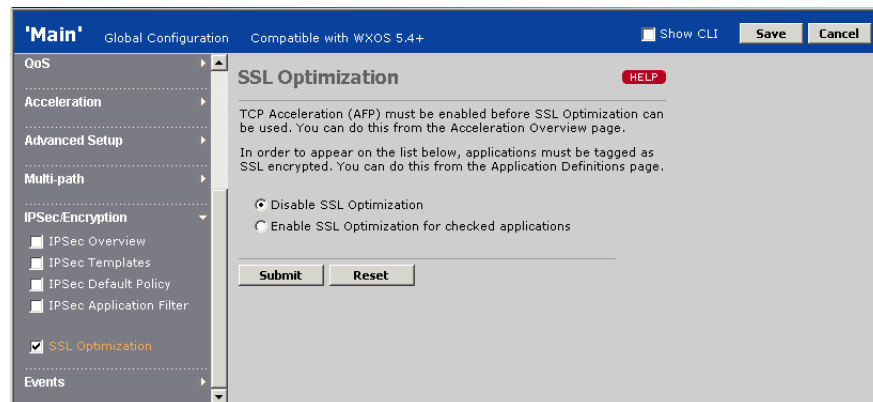 'Main' Global Configuration Compatible with WXOS 5.4+ Show CLI Save Cancel
QoS
Acceleration
Advanced Setup
Multi-path
IPSec/Encryption
IPSec Overview
IPSec Templates
IPSec Default Policy
IPSec Application Filter
SSL Optimization
Events
SSL Optimization HELP
TCP Acceleration (AFP) must be enabled before SSL Optimization can
be used. You can do this from the Acceleration Overview page.
In order to appear on the list below, applications must be tagged as
SSL encrypted. You can do this from the Application Definitions page.
Disable SSL Optimization
Enable SSL Optimization for checked applications
Submit Reset